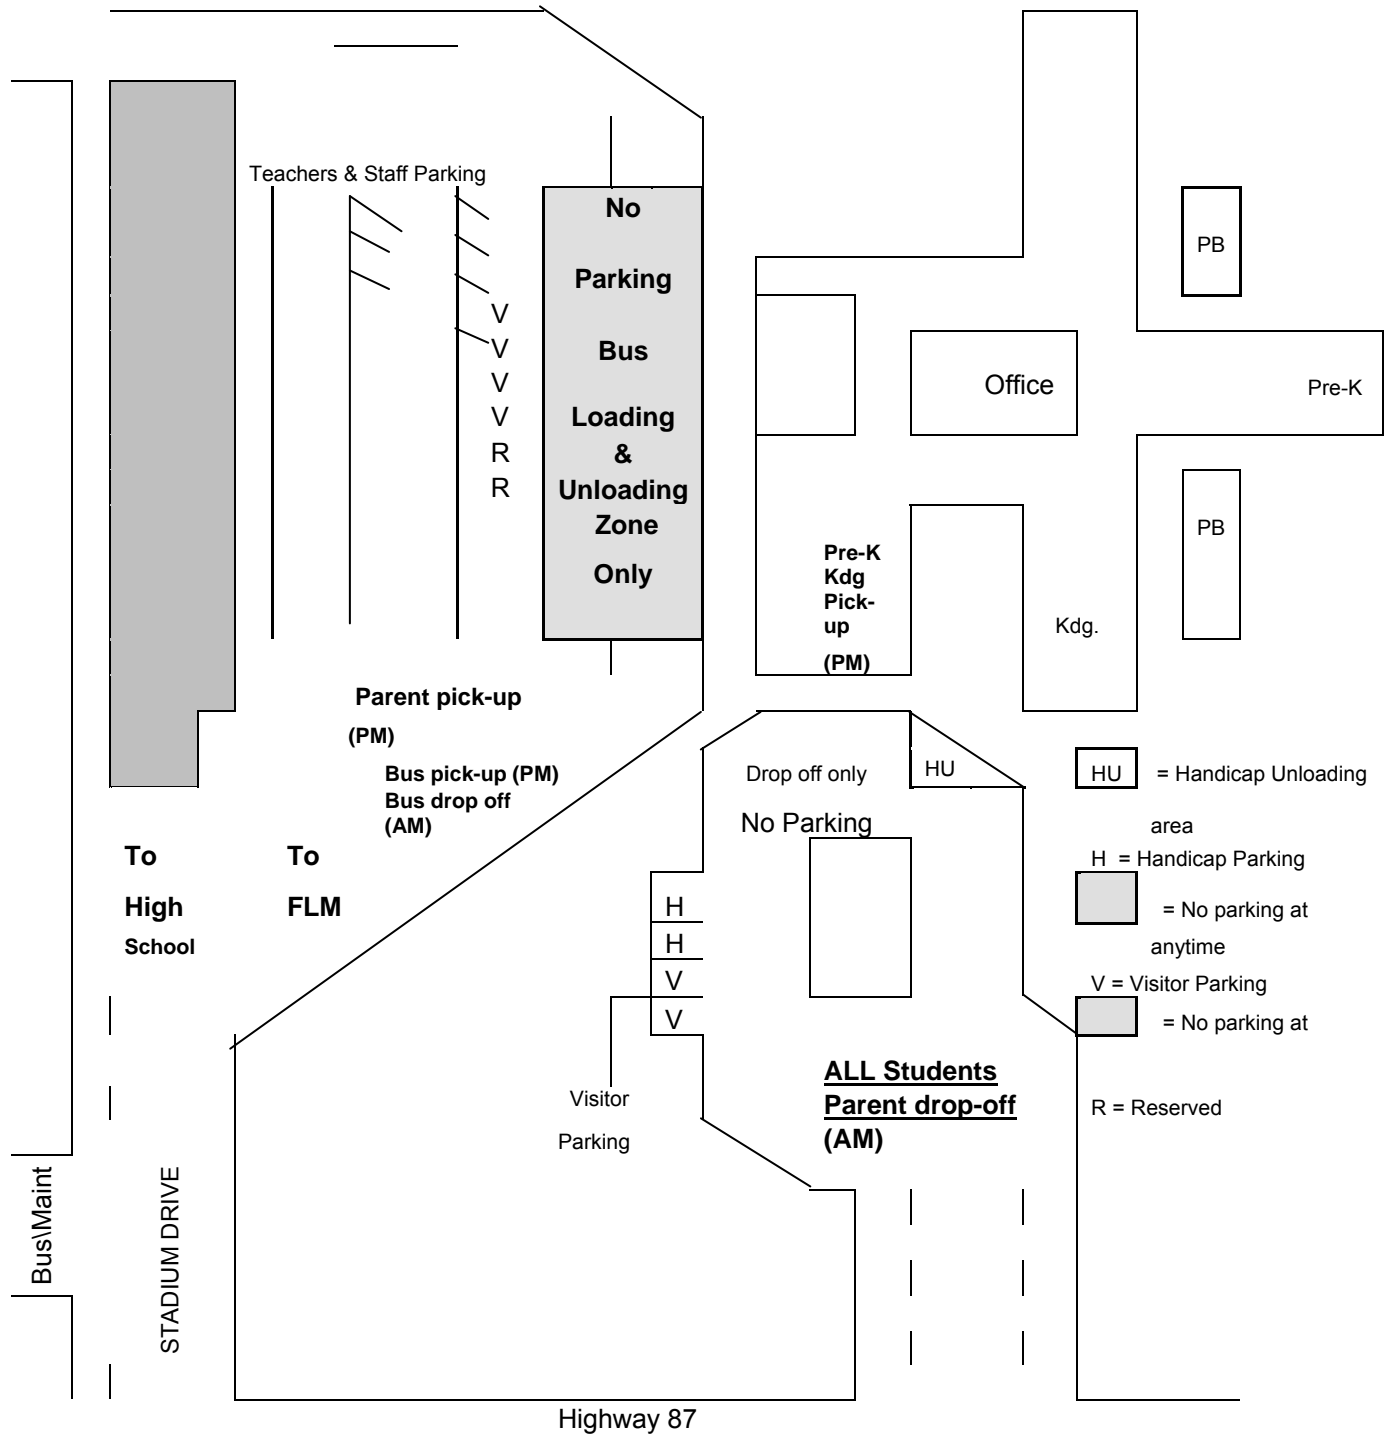 Teachers & Staff Parking
No
Parking
Bus
Loading
&
Unloading
Zone
Only
V
V
V
V
R
R
PB
Office
Pre-K
PB
Pre-K
Kdg
Pick-
up
(PM)
Kdg.
Parent pick-up
(PM)
Bus pick-up (PM)
Bus drop off
(AM)
To
High
School
To
FLM
Drop off only
HU
No Parking
H
H
V
V
Visitor
Parking
ALL Students
Parent drop-off
(AM)
HU = Handicap Unloading
area
H = Handicap Parking
= No parking at
anytime
V = Visitor Parking
= No parking at
R = Reserved
Bus\Maint
STADIUM DRIVE
Highway 87